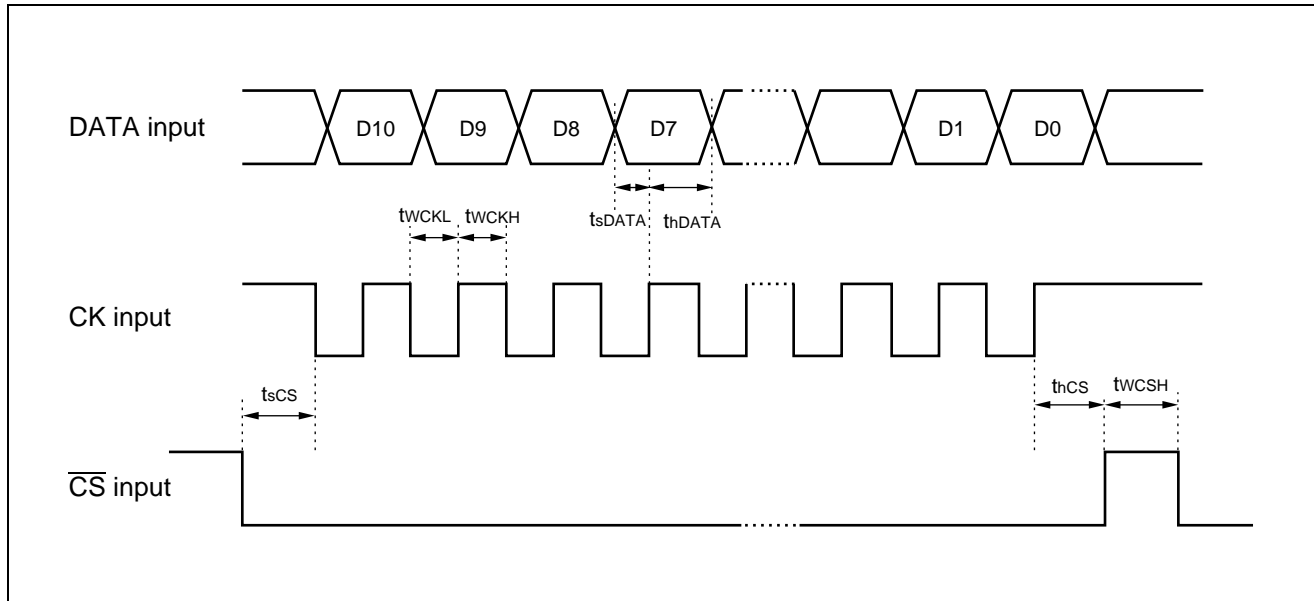 DATA input
D10 D9 D8 D7 D1 D0
tWCKL tWCKH tsDATA thDATA
CK input
tsCS thCS tWCSH
CS input